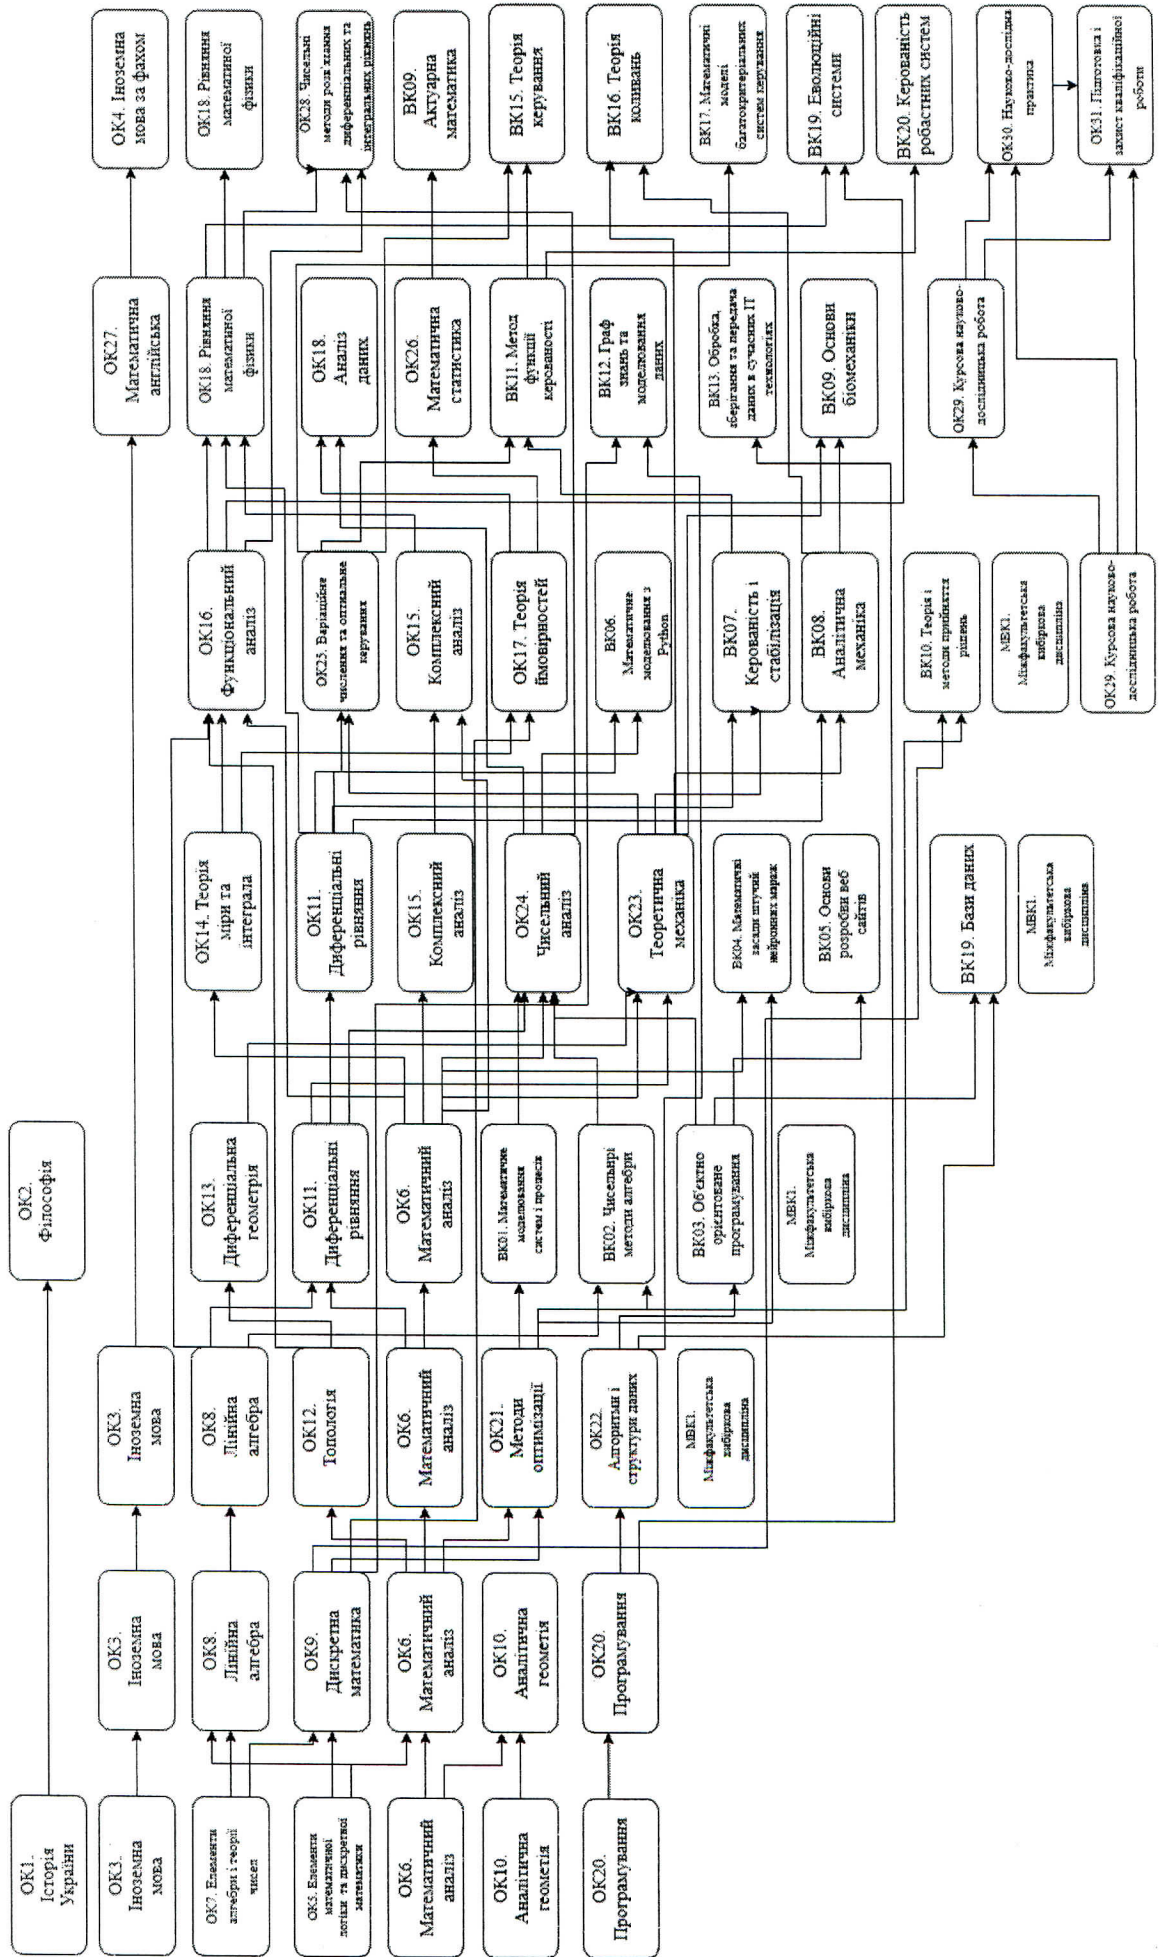 ОК1.
Історія
України
ОК3.
Іноземна
мова
ОК7. Елементи
алгебри і теорії
чисел
ОК5. Елементи
математичної
логіки та дискретної
математики
ОК6.
Математичний
аналіз
ОК10.
Аналітична
геометія
ОК20.
Програмування
ОК3.
Іноземна
мова
ОК8.
Лінійна
алгебра
ОК9.
Дискретна
математика
ОК6.
Математичний
аналіз
ОК10.
Аналітична
геометія
ОК20.
Програмування
ОК3.
Іноземна
мова
ОК8.
Лінійна
алгебра
ОК12.
Топологія
ОК6.
Математичний
аналіз
ОК21.
Методи
оптимізації
ОК22.
Алгоритми і
структури даних
МВК1.
Міжфакультетська
вибіркова
дисципліна
ОК2.
Філософія
ОК13.
Диференціальна
геометрія
ОК11.
Диференціальні
рівняння
ОК6.
Математичний
аналіз
ВК01. Математичне
моделювання
систем і процесів
ВК02. Чисельнрі
методи алгебри
ВК03. Об'єктно
орієнтоване
програмування
МВК1.
Міжфакультетська
вибіркова
дисципліна
ОК14. Теорія
міри та
інтеграла
ОК11.
Диференціальні
рівняння
ОК15.
Комплексний
аналіз
ОК24.
Чисельний
аналіз
ОК23.
Теоретична
механіка
ВК04. Математичні
засади штучній
нейронних мараж
ВК05. Основи
розробви веб
сайтів
ВК19. Бази даних
МВК1.
Міжфакультетська
вибіркова
дисципліна
ОК16.
Функціональний
аналіз
ОК25. Варіаційне
числення та оптимальне
керування
ОК15.
Комплексний
аналіз
ОК17. Теорія
ймовірностей
ВК06.
Математичне
моделювання з
Python
ВК07.
Керованість і
стабілізація
ВК08.
Аналітична
механіка
ВК10. Теорія і
методи прийняття
рішень
МВК1.
Міжфакультетська
вибіркова
дисципліна
ОК29. Курсова науково-
дослідницька робота
ОК27.
Математична
англійська
ОК18. Рівняння
математиної
фізики
ОК18.
Аналіз
даних
ОК26.
Математична
статистика
ВК11. Метод
функції
керованості
ВК12. Граф
знань та
моделювання
даних
ВК13. Обробка,
зберігання та передача
даних в сучасних ІТ
технологіях
ВК09. Основи
біомеханіки
ОК29. Курсова науково-
дослідницька робота
ОК4. Іноземна
мова за фахом
ОК18. Рівняння
математиної
фізики
ОК28. Чисельні
методи розв'язання
диференціальних та
інтегральних рівнянь
ВК09.
Актуарна
математика
ВК15. Теорія
керування
ВК16. Теорія
коливань
ВК17. Математичні
моделі
багатокритеріальних
систем керування
ВК19. Еволюційні
системи
ВК20. Керованість
робастних систем
ОК30. Науково-дослідна
практика
ОК31. Підготовка і
захист кваліфікаційної
роботи